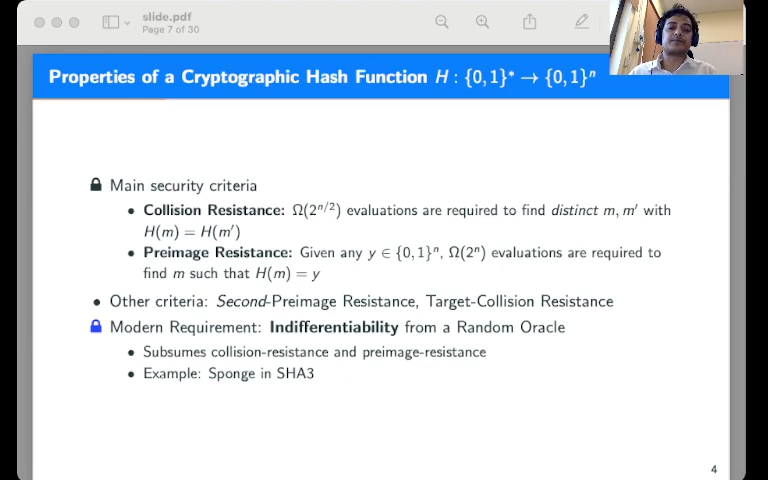 slide.pdf
Page 7 of 30
Properties of a Cryptographic Hash Function H : {0, 1}* → {0, 1}ⁿ
Main security criteria
• Collision Resistance: Ω(2^{n/2}) evaluations are required to find distinct m, m′ with
H(m) = H(m′)
• Preimage Resistance: Given any y ∈ {0, 1}ⁿ, Ω(2ⁿ) evaluations are required to
find m such that H(m) = y
• Other criteria: Second-Preimage Resistance, Target-Collision Resistance
Modern Requirement: Indifferentiability from a Random Oracle
• Subsumes collision-resistance and preimage-resistance
• Example: Sponge in SHA3
4